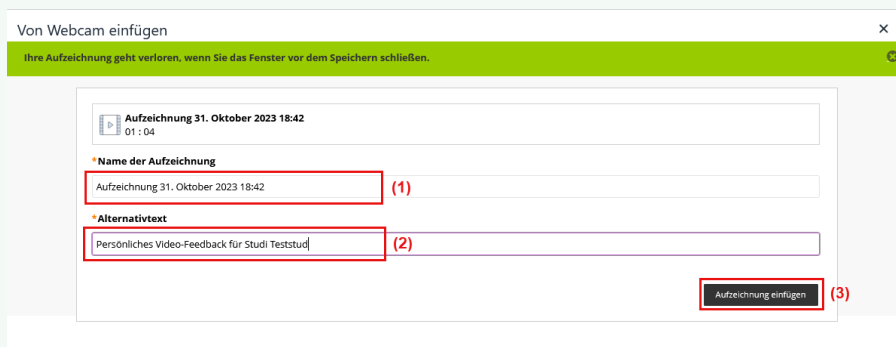 Von Webcam einfügen
Ihre Aufzeichnung geht verloren, wenn Sie das Fenster vor dem Speichern schließen.
Aufzeichnung 31. Oktober 2023 18:42
01 : 04
*Name der Aufzeichnung
Aufzeichnung 31. Oktober 2023 18:42 (1)
*Alternativtext
Persönliches Video-Feedback für Studi Teststud (2)
Aufzeichnung einfügen (3)